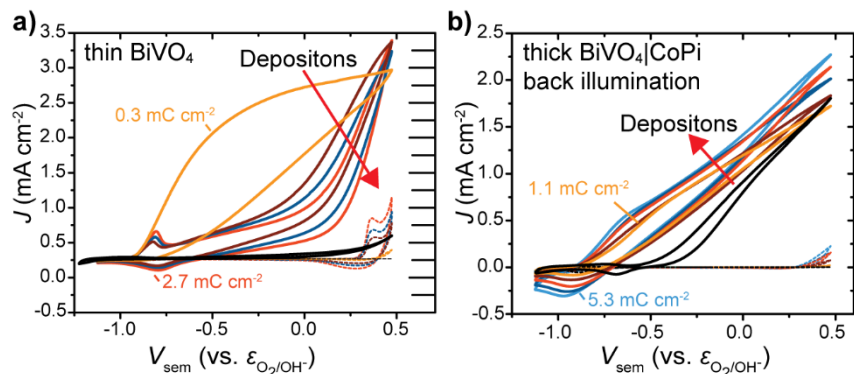 a)
thin BiVO₄
Depositons
0.3 mC cm⁻²
2.7 mC cm⁻²
3.5
3.0
2.5
2.0
1.5
1.0
0.5
0.0
0.5
J (mA cm⁻²)
-1.0
-0.5
0.0
0.5
V_sem (vs. ε_O₂/OH⁻)
b)
thick BiVO₄|CoPi
back illumination
Depositons
1.1 mC cm⁻²
5.3 mC cm⁻²
2.5
2.0
1.5
1.0
0.5
0.0
-0.5
J (mA cm⁻²)
-1.0
-0.5
0.0
0.5
V_sem (vs. ε_O₂/OH⁻)